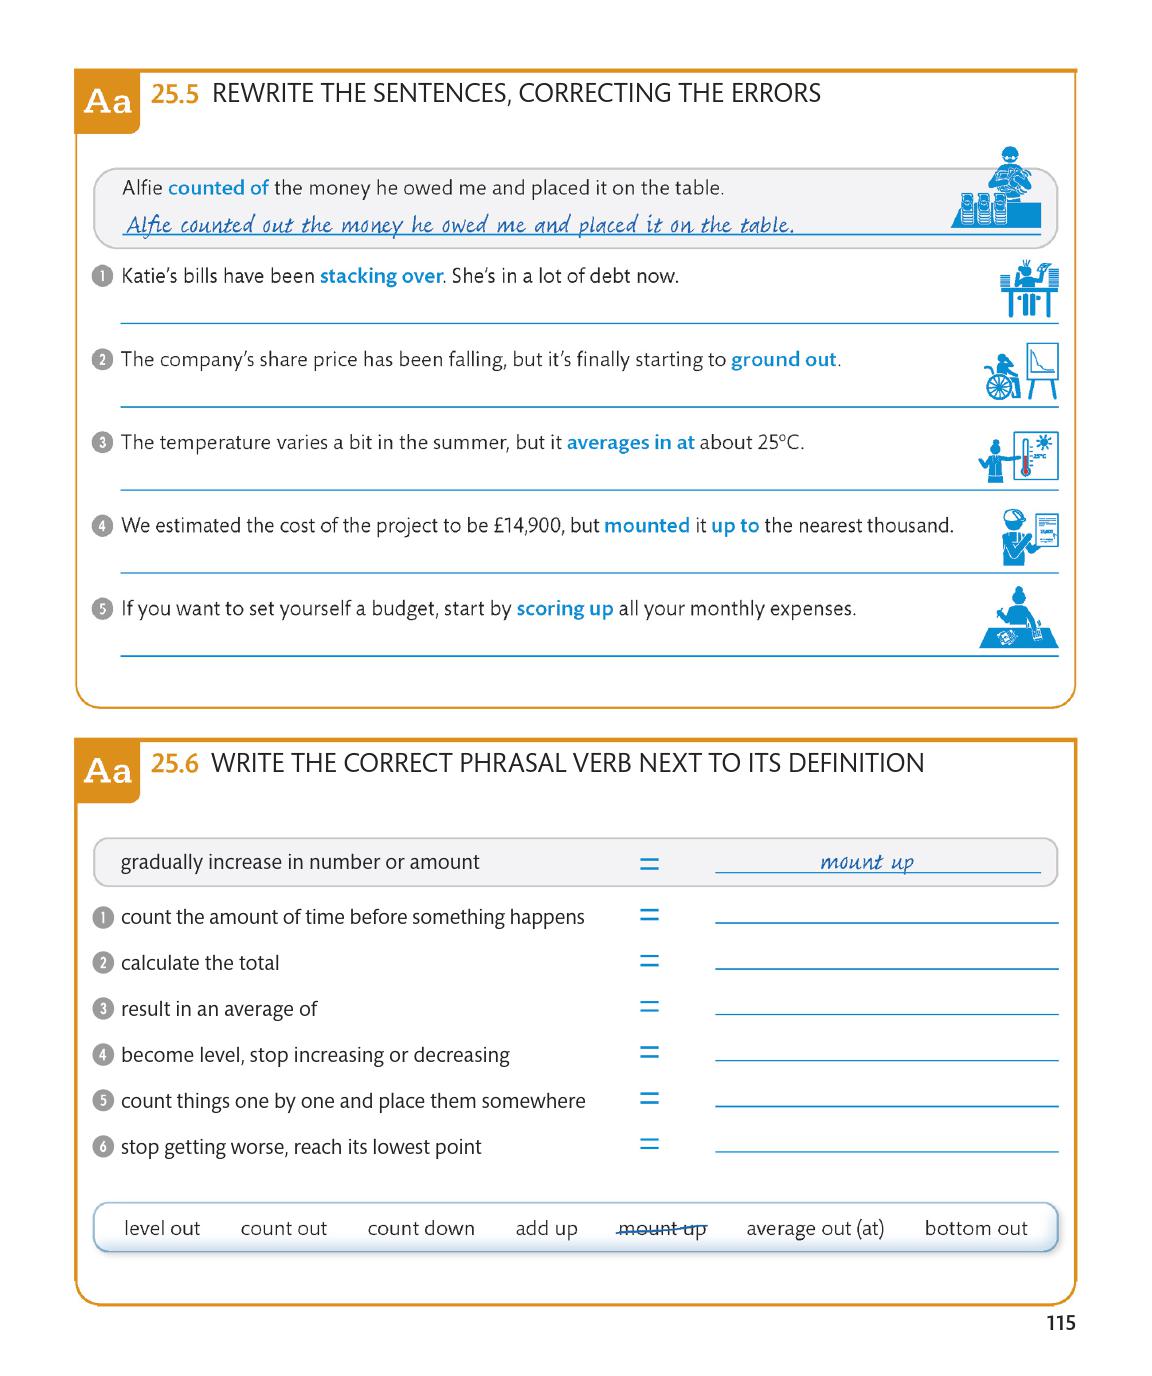 Aa 25.5 REWRITE THE SENTENCES, CORRECTING THE ERRORS
Alfie counted of the money he owed me and placed it on the table.
Alfie counted out the money he owed me and placed it on the table.
1 Katie's bills have been stacking over. She's in a lot of debt now.
2 The company's share price has been falling, but it's finally starting to ground out.
3 The temperature varies a bit in the summer, but it averages in at about 25ºC.
25ºC
4 We estimated the cost of the project to be £14,900, but mounted it up to the nearest thousand.
5 If you want to set yourself a budget, start by scoring up all your monthly expenses.
Aa 25.6 WRITE THE CORRECT PHRASAL VERB NEXT TO ITS DEFINITION
gradually increase in number or amount = mount up
1 count the amount of time before something happens =
2 calculate the total =
3 result in an average of =
4 become level, stop increasing or decreasing =
5 count things one by one and place them somewhere =
6 stop getting worse, reach its lowest point =
level out count out count down add up mount up average out (at) bottom out
115